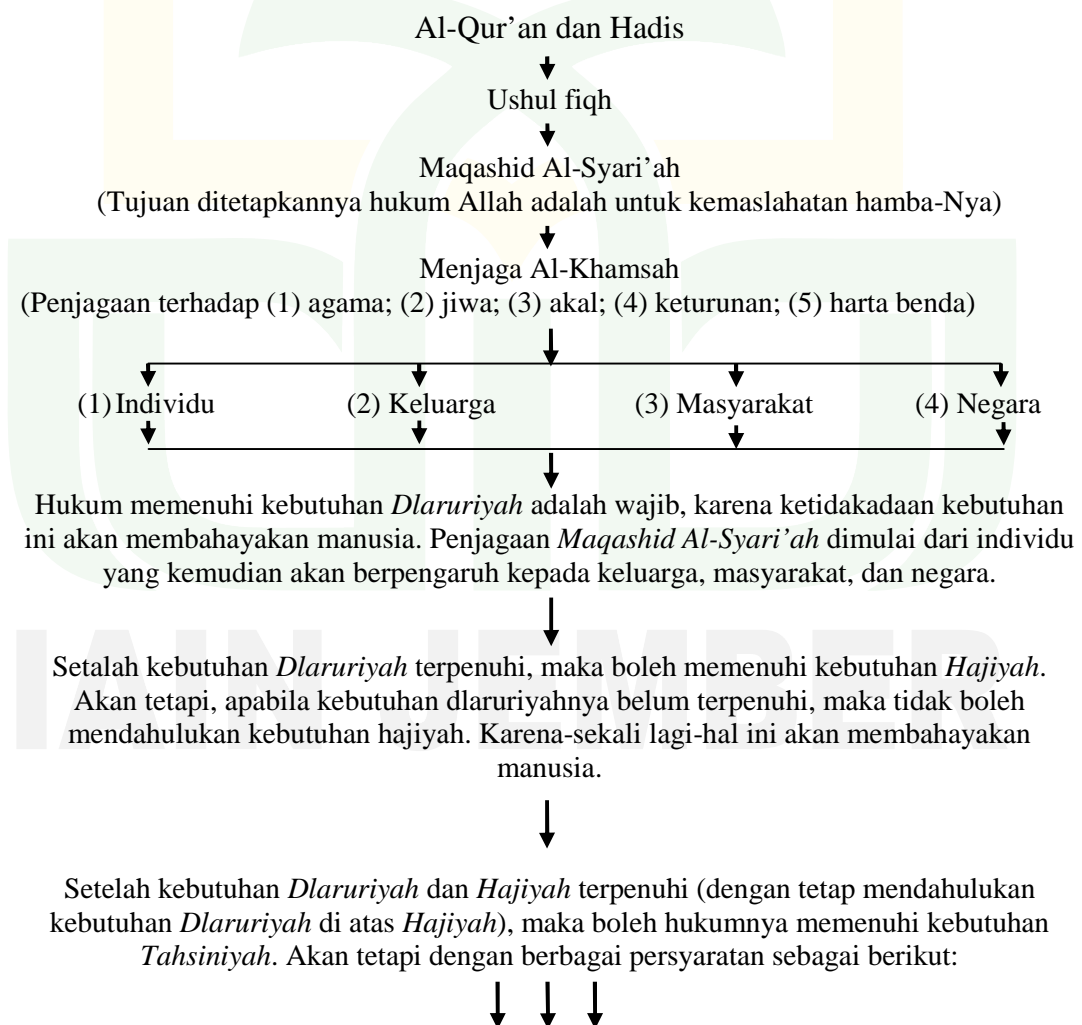 Al-Qur’an dan Hadis
Ushul fiqh
Maqashid Al-Syari’ah
(Tujuan ditetapkannya hukum Allah adalah untuk kemaslahatan hamba-Nya)
Menjaga Al-Khamsah
(Penjagaan terhadap (1) agama; (2) jiwa; (3) akal; (4) keturunan; (5) harta benda)
(1) Individu (2) Keluarga (3) Masyarakat (4) Negara
Hukum memenuhi kebutuhan Dlaruriyah adalah wajib, karena ketidakadaan kebutuhan
ini akan membahayakan manusia. Penjagaan Maqashid Al-Syari’ah dimulai dari individu
yang kemudian akan berpengaruh kepada keluarga, masyarakat, dan negara.
Setalah kebutuhan Dlaruriyah terpenuhi, maka boleh memenuhi kebutuhan Hajiyah.
Akan tetapi, apabila kebutuhan dlaruriyahnya belum terpenuhi, maka tidak boleh
mendahulukan kebutuhan hajiyah. Karena-sekali lagi-hal ini akan membahayakan
manusia.
IAIN JEMBER
Setelah kebutuhan Dlaruriyah dan Hajiyah terpenuhi (dengan tetap mendahulukan
kebutuhan Dlaruriyah di atas Hajiyah), maka boleh hukumnya memenuhi kebutuhan
Tahsiniyah. Akan tetapi dengan berbagai persyaratan sebagai berikut: